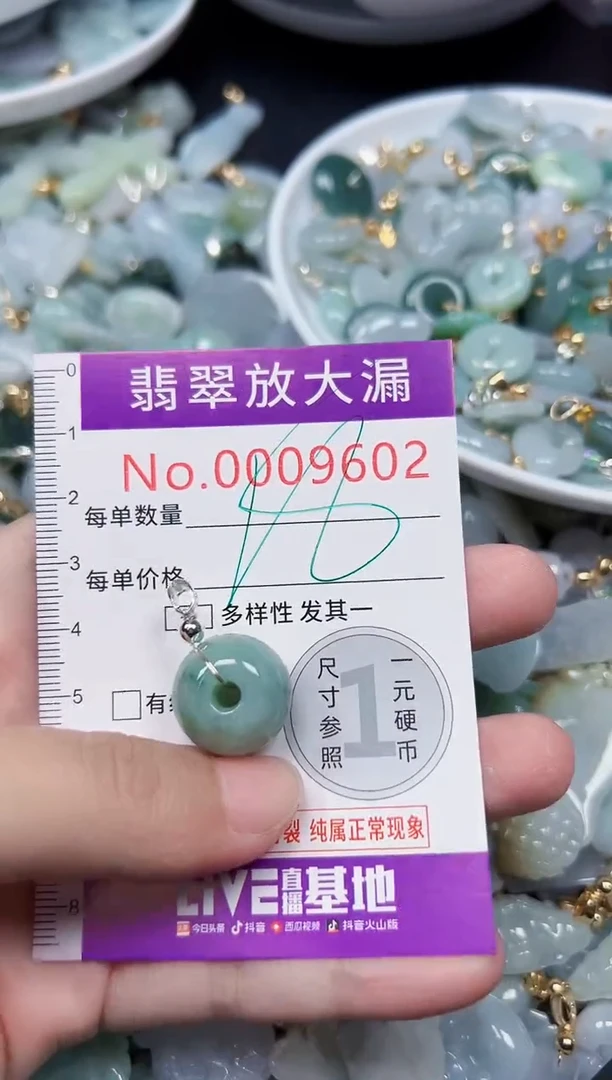 0
翡翠放大漏
1
No.0009602
2
每单数量
3
每单价格
多样性 发其一
4
尺寸参照
1
一元硬币
5
有
裂 纯属正常现象
LIVE直播基地
8
今日头条 抖音 西瓜视频 抖音火山版